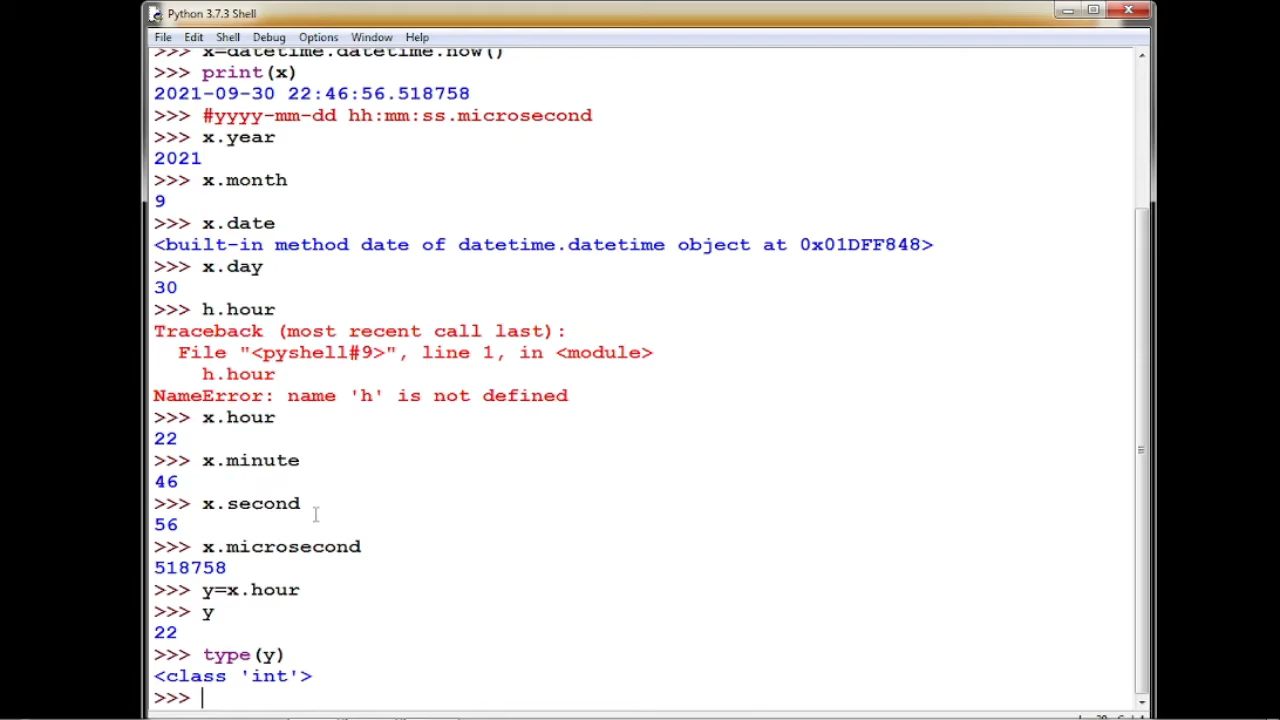 Python 3.7.3 Shell
File Edit Shell Debug Options Window Help
>>> x=datetime.datetime.now()
>>> print(x)
2021-09-30 22:46:56.518758
>>> #yyyy-mm-dd hh:mm:ss.microsecond
>>> x.year
2021
>>> x.month
9
>>> x.date
<built-in method date of datetime.datetime object at 0x01DFF848>
>>> x.day
30
>>> h.hour
Traceback (most recent call last):
  File "<pyshell#9>", line 1, in <module>
    h.hour
NameError: name 'h' is not defined
>>> x.hour
22
>>> x.minute
46
>>> x.second
56
>>> x.microsecond
518758
>>> y=x.hour
>>> y
22
>>> type(y)
<class 'int'>
>>>